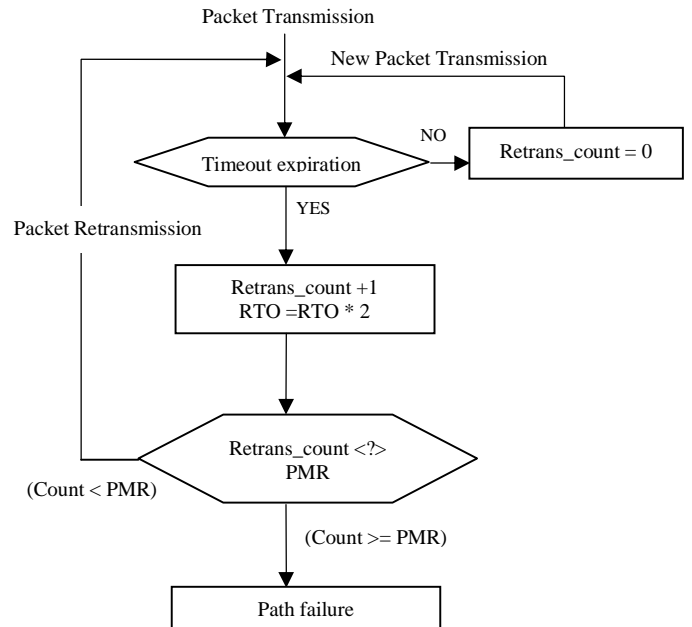 Packet Transmission
New Packet Transmission
NO
Timeout expiration
Retrans_count = 0
YES
Packet Retransmission
Retrans_count +1
RTO =RTO * 2
Retrans_count <?>
PMR
(Count < PMR)
(Count >= PMR)
Path failure